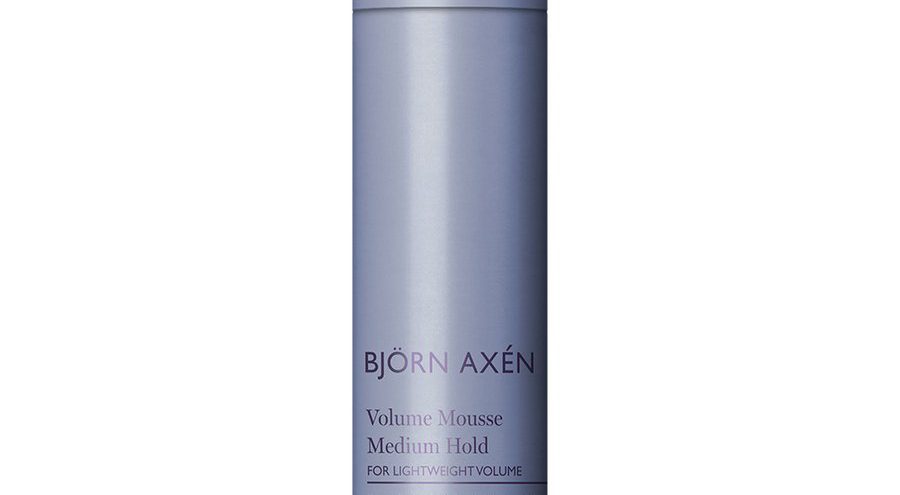 BJÖRN AXÉN
Volume Mousse
Medium Hold
FOR LIGHTWEIGHT VOLUME